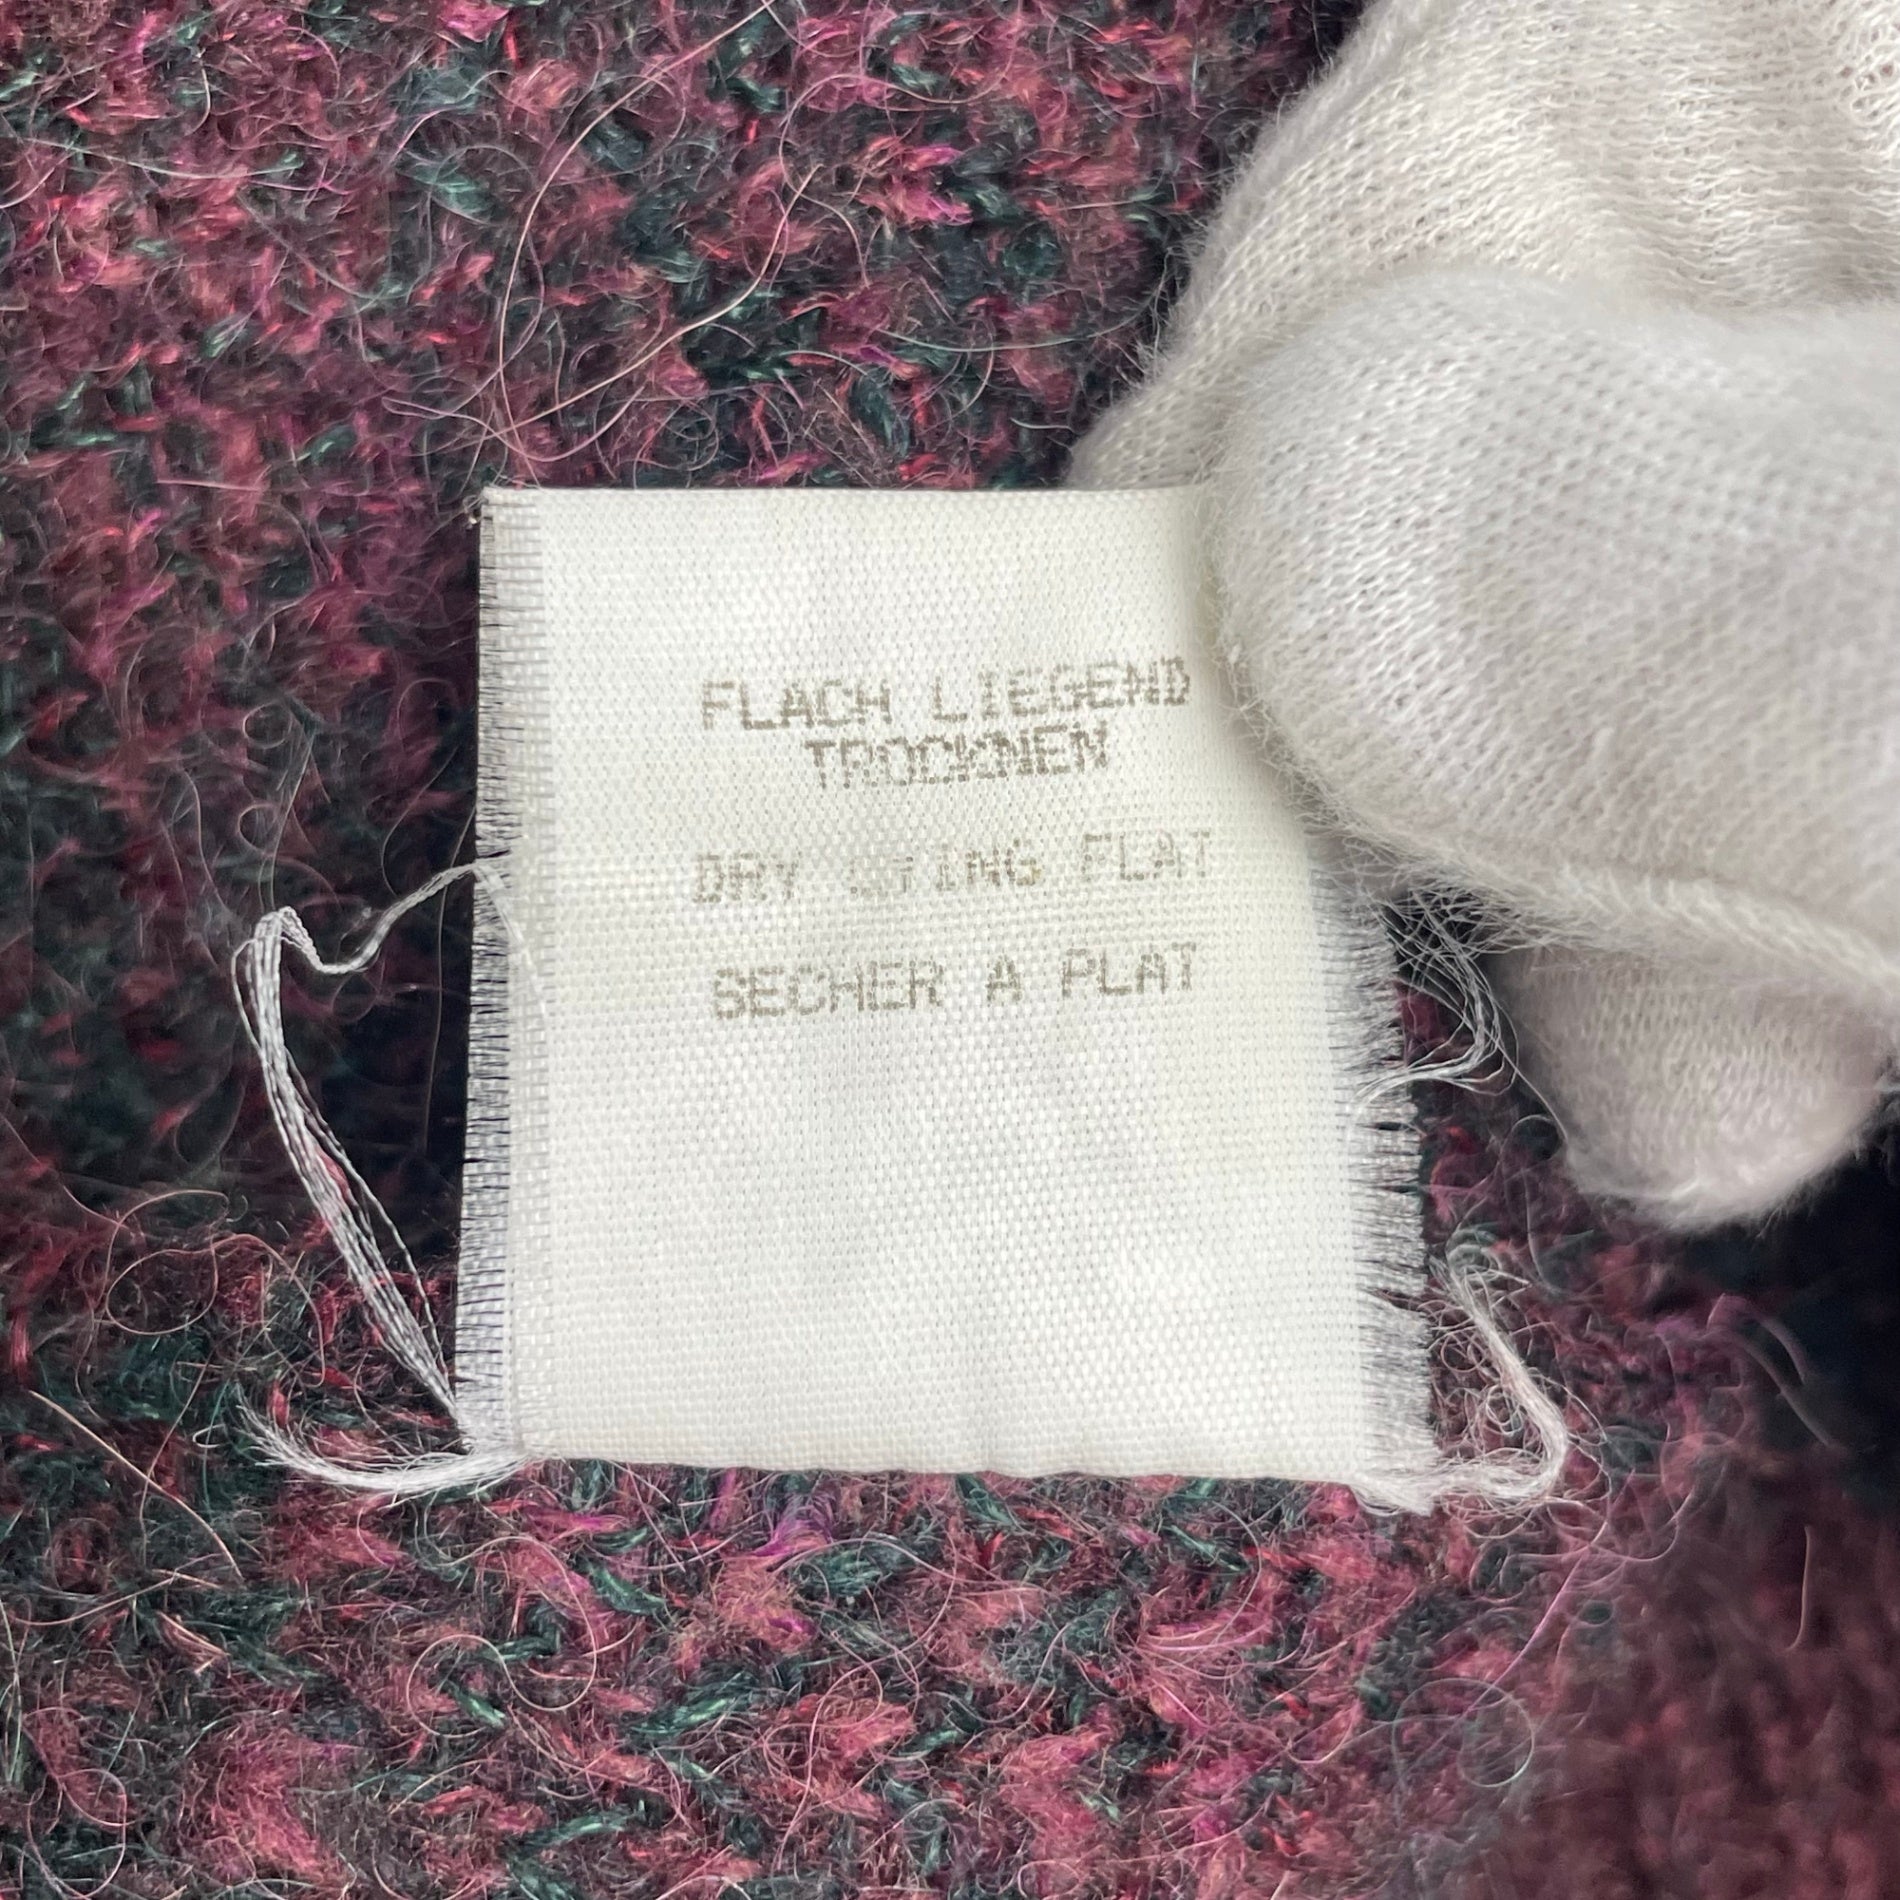 FLACH LIEGEND
TROCKNEN
DRY FLAT
SECHER A PLAT